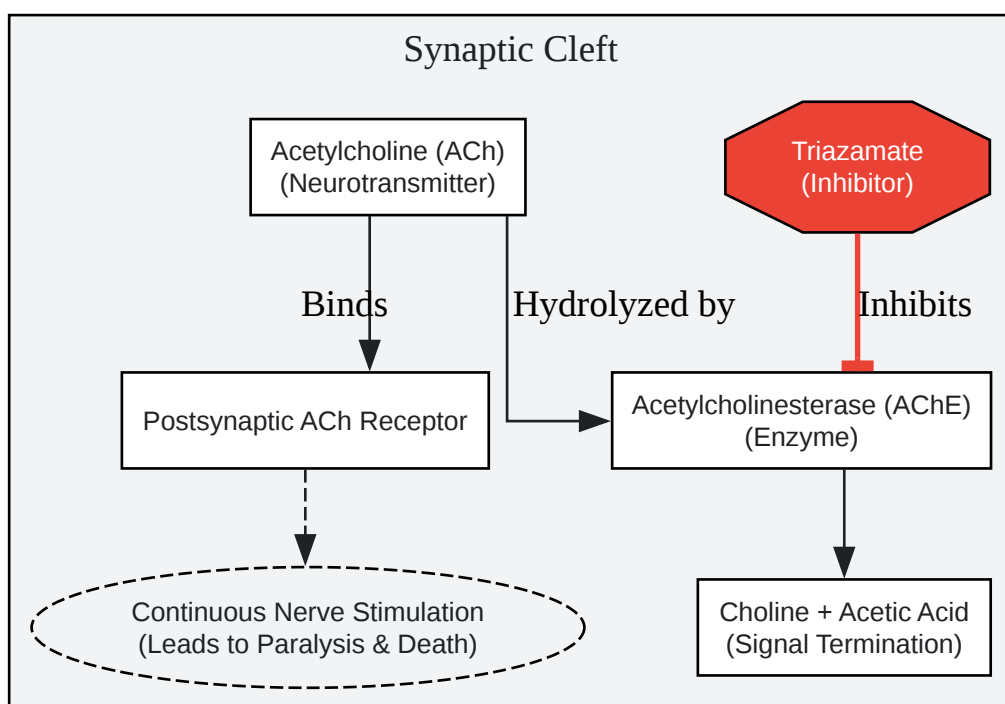 Synaptic Cleft
Acetylcholine (ACh)
(Neurotransmitter)
Triazamate
(Inhibitor)
Binds
Hydrolyzed by
Inhibits
Postsynaptic ACh Receptor
Acetylcholinesterase (AChE)
(Enzyme)
Continuous Nerve Stimulation
(Leads to Paralysis & Death)
Choline + Acetic Acid
(Signal Termination)